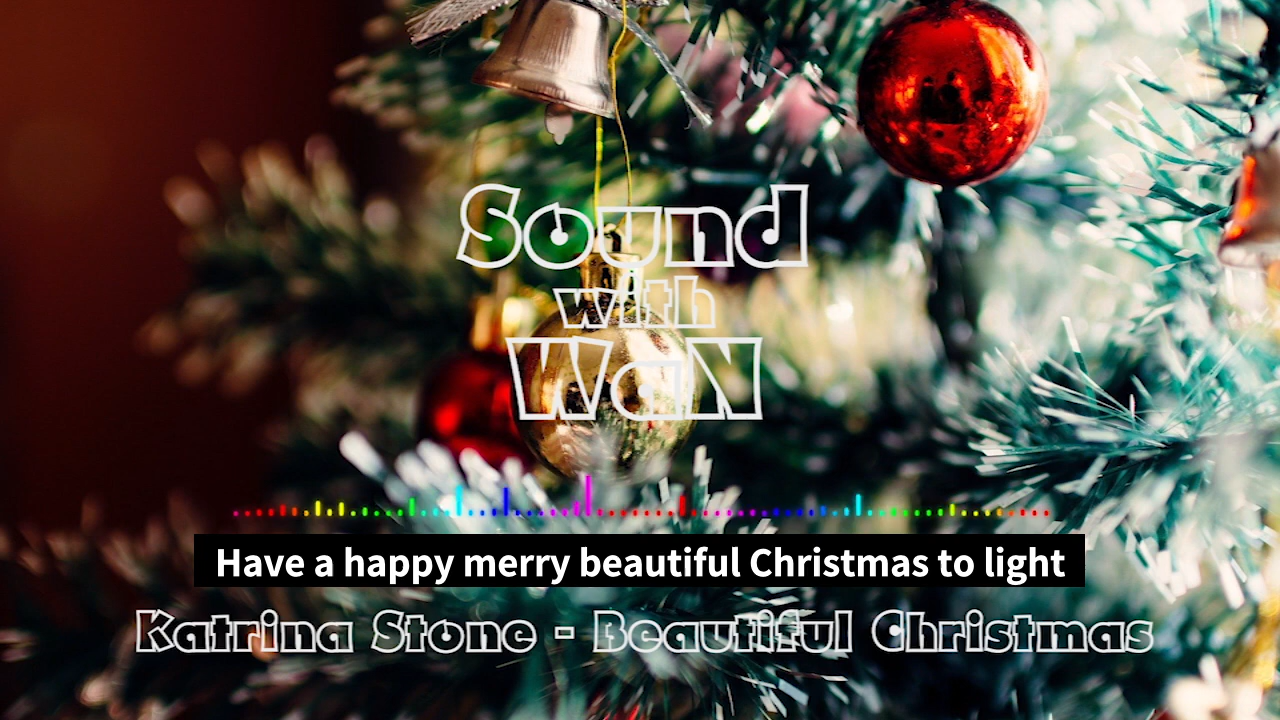 Sound
with
WaN
Have a happy merry beautiful Christmas to light
Katrina Stone - Beautiful Christmas